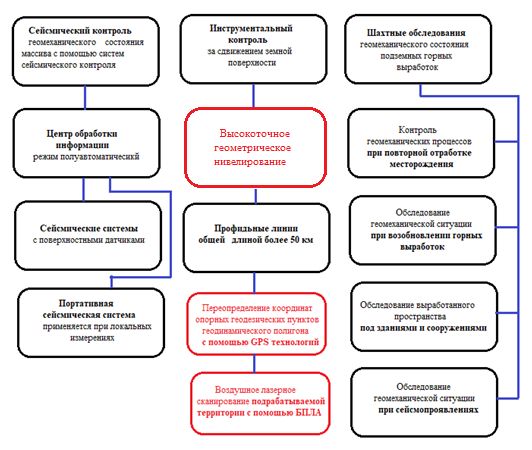 Сейсмический контроль
геомеханического состояния
массива с помощью систем
сейсмического контроля
Центр обработки
информации
режим полуавтоматичесикй
Сейсмические системы
с поверхностными датчиками
Портативная
сейсмическая система
применяется при локальных
измерениях
Инструментальный
контроль
за сдвижением земной
поверхности
Высокоточное
геометрическое
нивелирование
Профильные линии
общей длиной более 50 км
Переопределение координат
опорных геодезических пунктов
геодинамического полигона
с помощью GPS технологий
Воздушное лазерное
сканирование подрабатываемой
территории с помощью БПЛА
Шахтные обследования
геомеханического состояния
подземных горных
выработок
Контроль
геомеханических процессов
при повторной отработке
месторождения
Обследование
геомеханической ситуации
при возобновлении горных
выработок
Обследование выработанного
пространства
под зданиями и сооружениями
Обследование
геомеханической ситуации
при сейсмопроявлениях